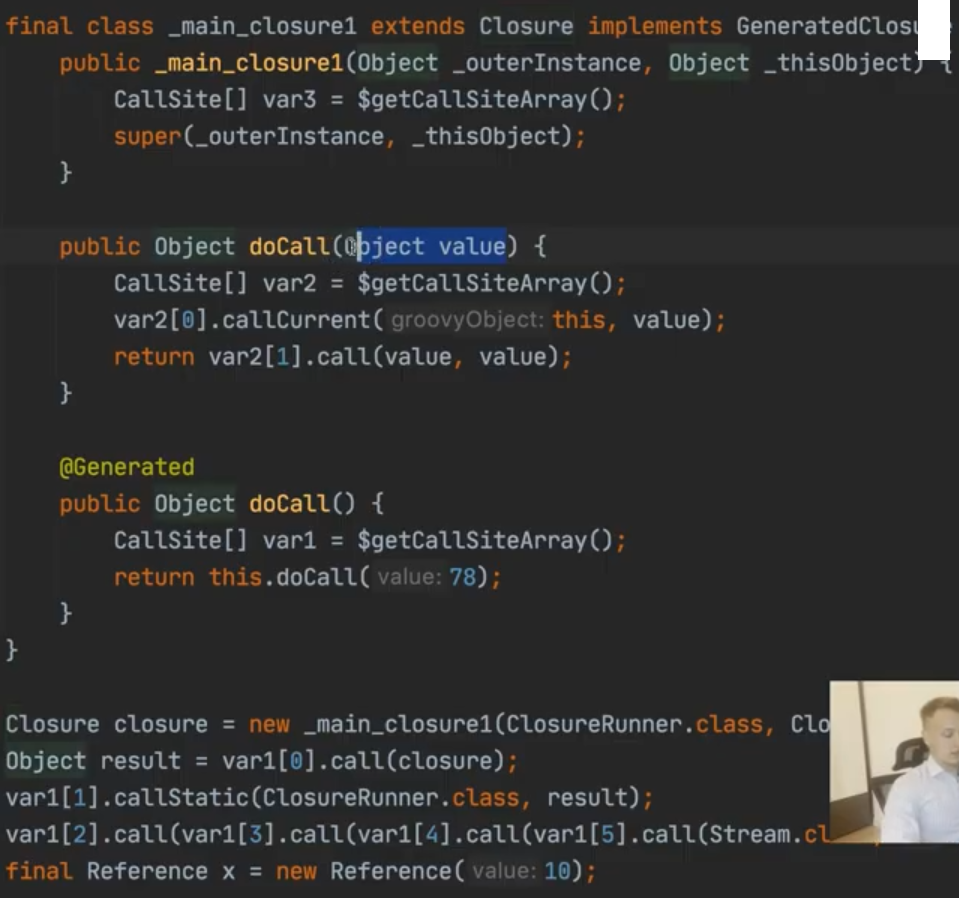 final class _main_closure1 extends Closure implements GeneratedClosu
public _main_closure1(Object _outerInstance, Object _thisObject) {
CallSite[] var3 = $getCallSiteArray();
super(_outerInstance, _thisObject);
}
public Object doCall(Object value) {
CallSite[] var2 = $getCallSiteArray();
var2[0].callCurrent( groovyObject: this, value);
return var2[1].call(value, value);
}
@Generated
public Object doCall() {
CallSite[] var1 = $getCallSiteArray();
return this.doCall( value: 78);
}
}
Closure closure = new _main_closure1(ClosureRunner.class, Clo
Object result = var1[0].call(closure);
var1[1].callStatic(ClosureRunner.class, result);
var1[2].call(var1[3].call(var1[4].call(var1[5].call(Stream.cl
final Reference x = new Reference( value: 10);